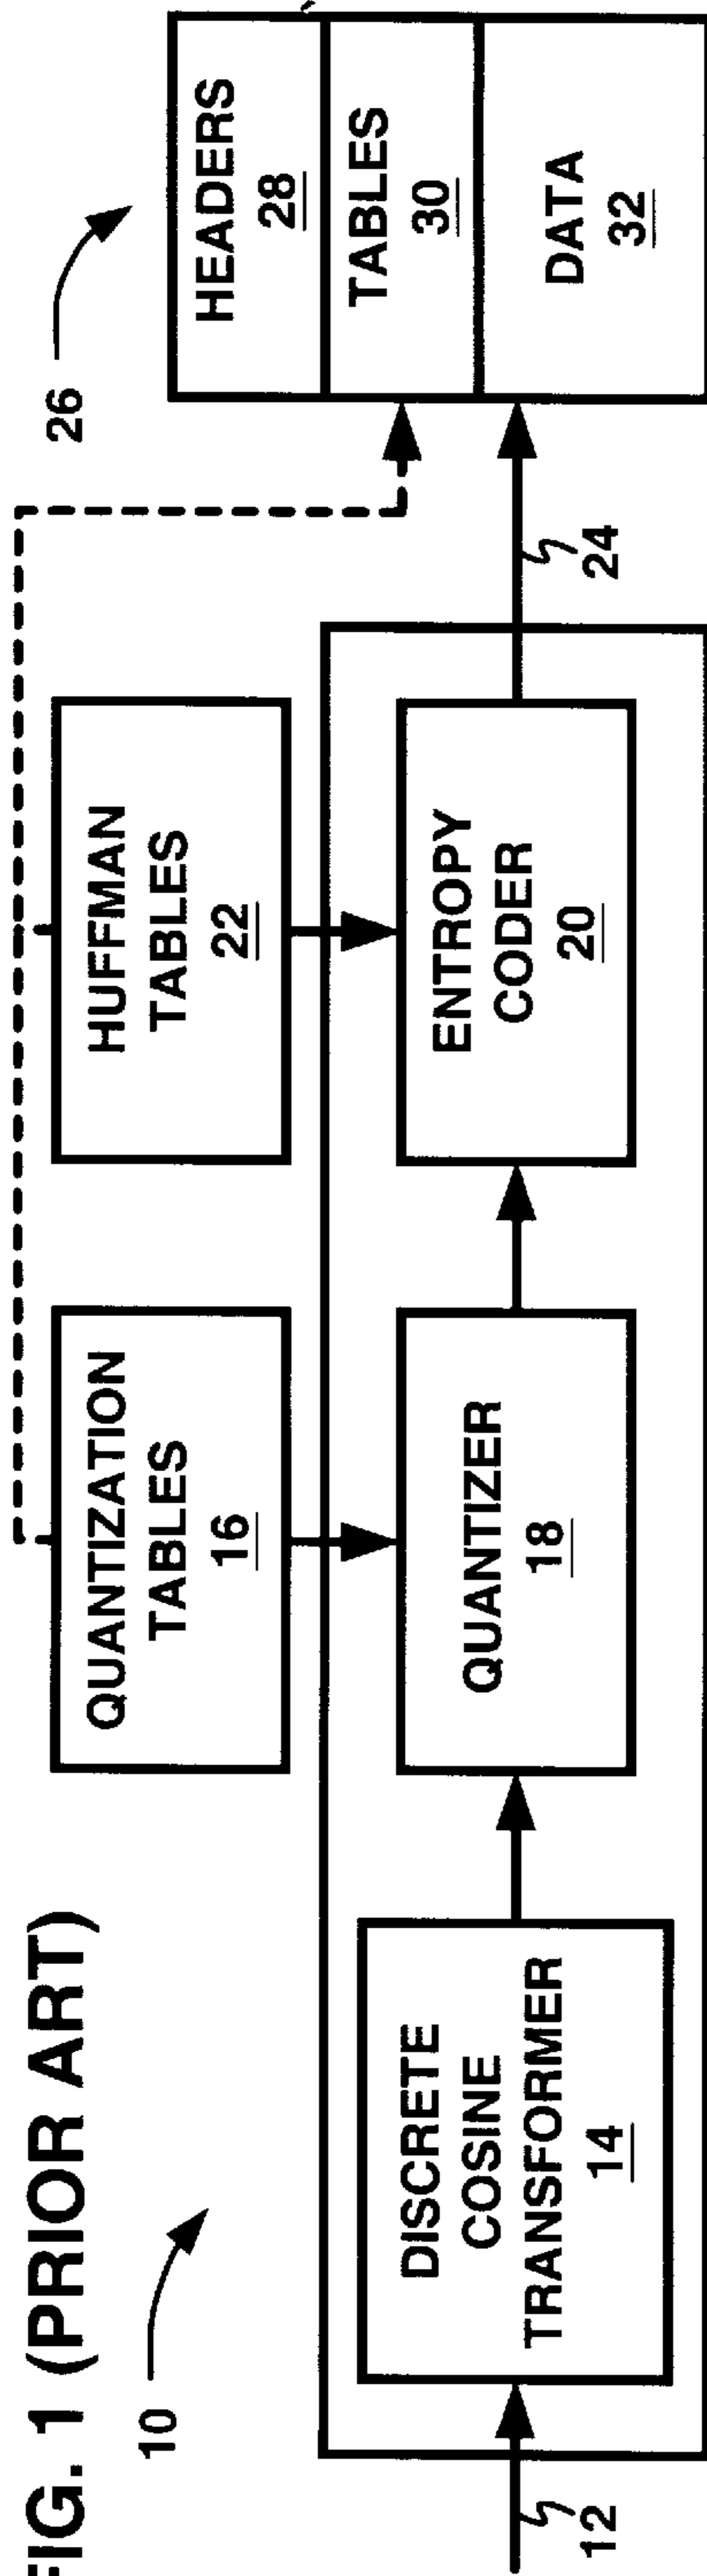 FIG. 1 (PRIOR ART)
10
12
DISCRETE
COSINE
TRANSFORMER
14
QUANTIZATION
TABLES
16
QUANTIZER
18
HUFFMAN
TABLES
22
ENTROPY
CODER
20
24
26
HEADERS
28
TABLES
30
DATA
32